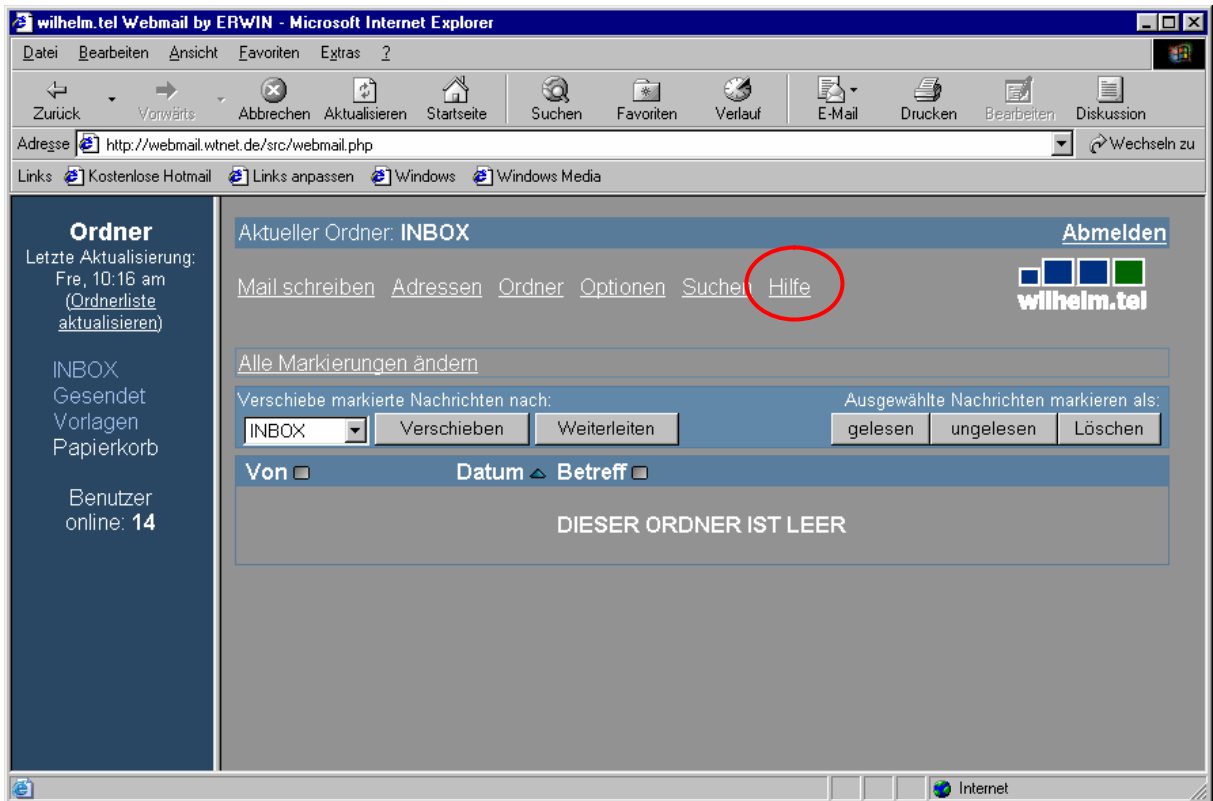 wilhelm.tel Webmail by ERWIN - Microsoft Internet Explorer
Datei Bearbeiten Ansicht Favoriten Extras ?
Zurück Vorwärts Abbrechen Aktualisieren Startseite Suchen Favoriten Verlauf E-Mail Drucken Bearbeiten Diskussion
Adresse http://webmail.wtnet.de/src/webmail.php Wechseln zu
Links Kostenlose Hotmail Links anpassen Windows Windows Media
Ordner
Letzte Aktualisierung:
Fre, 10:16 am
(Ordnerliste
aktualisieren)
INBOX
Gesendet
Vorlagen
Papierkorb
Benutzer
online: 14
Aktueller Ordner: INBOX Abmelden
Mail schreiben Adressen Ordner Optionen Suchen Hilfe
wilhelm.tel
Alle Markierungen ändern
Verschiebe markierte Nachrichten nach: Ausgewählte Nachrichten markieren als:
INBOX Verschieben Weiterleiten gelesen ungelesen Löschen
Von Datum Betreff
DIESER ORDNER IST LEER
Internet